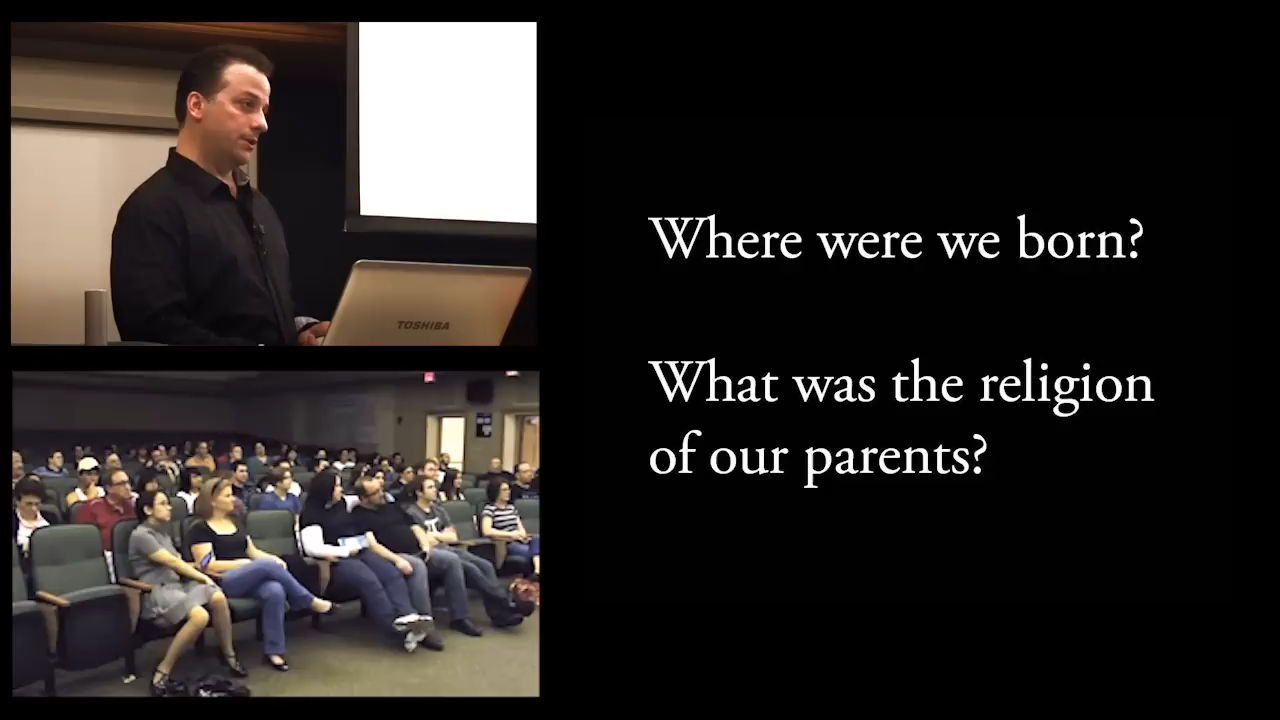 TOSHIBA
Where were we born?
What was the religion
of our parents?